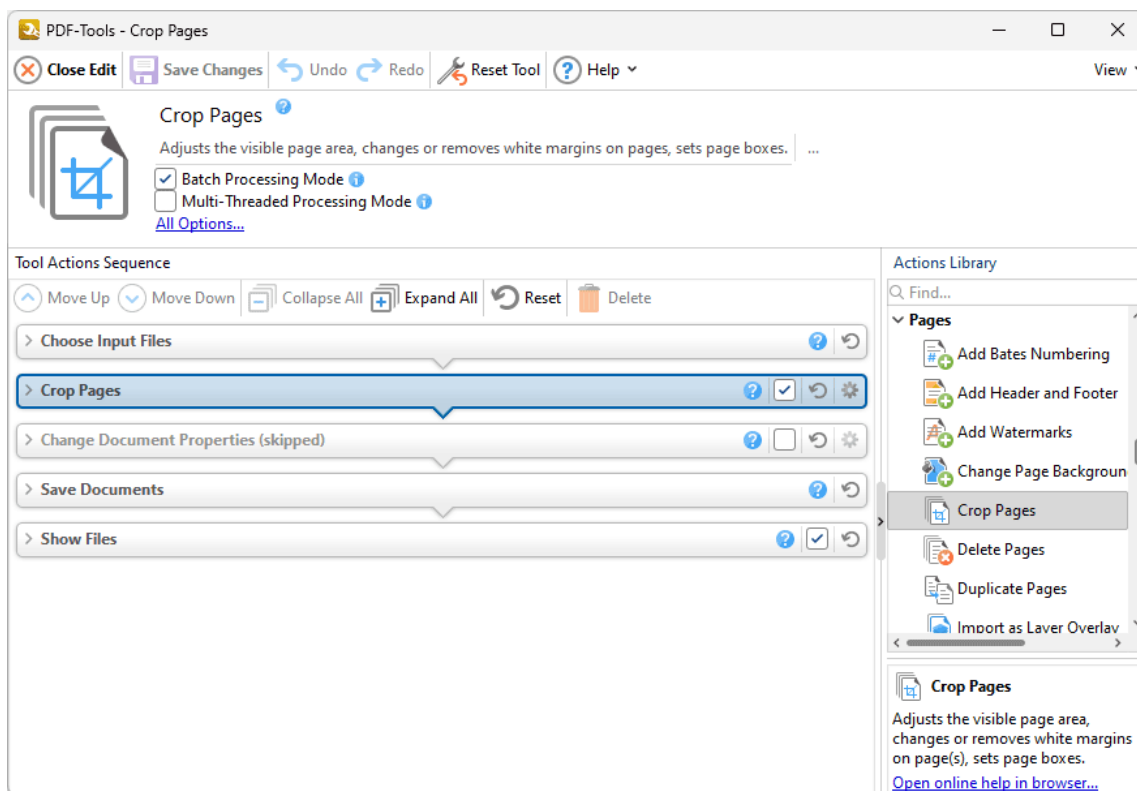 PDF-Tools - Crop Pages
Close Edit Save Changes Undo Redo Reset Tool ? Help View
Crop Pages ?
Adjusts the visible page area, changes or removes white margins on pages, sets page boxes. ...
Batch Processing Mode i
Multi-Threaded Processing Mode i
All Options...
Tool Actions Sequence
Move Up Move Down Collapse All Expand All Reset Delete
Choose Input Files ?
Crop Pages ?
Change Document Properties (skipped) ?
Save Documents ?
Show Files ?
Actions Library
Find...
Pages
Add Bates Numbering
Add Header and Footer
Add Watermarks
Change Page Backgroun
Crop Pages
Delete Pages
Duplicate Pages
Import as Layer Overlay
Crop Pages
Adjusts the visible page area,
changes or removes white margins
on page(s), sets page boxes.
Open online help in browser...